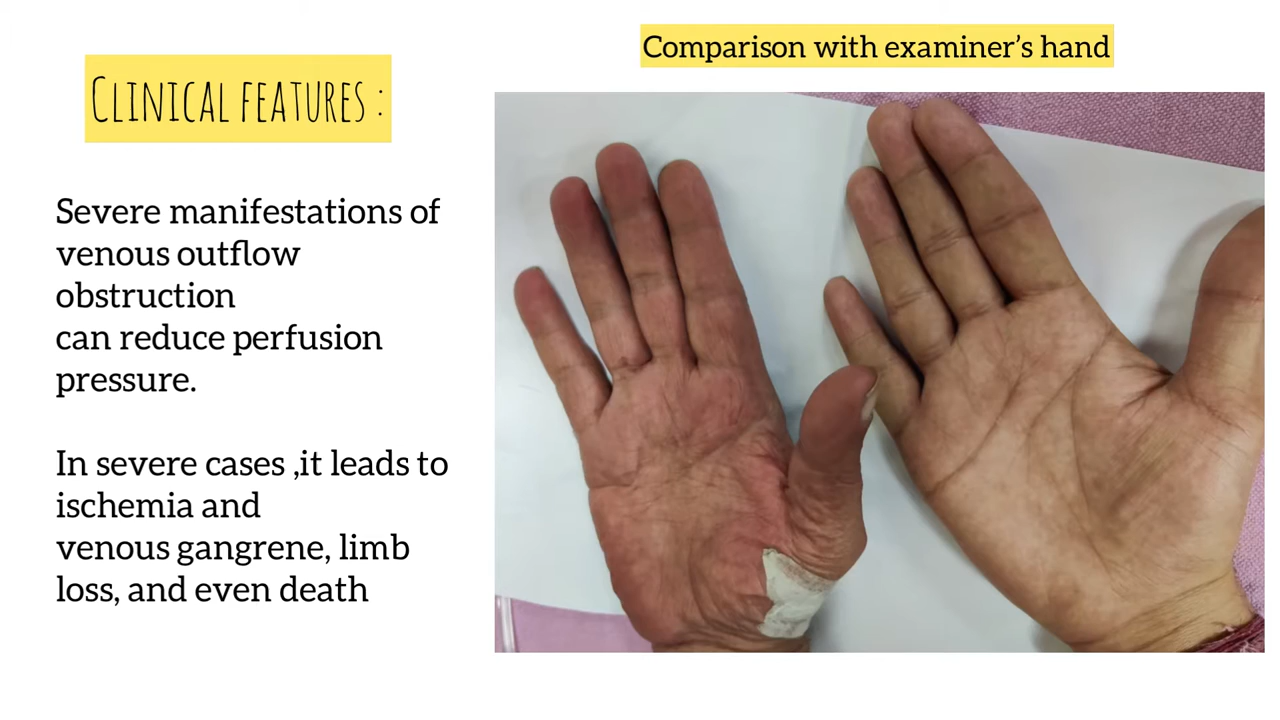 Comparison with examiner’s hand
CLINICAL FEATURES :
Severe manifestations of
venous outflow
obstruction
can reduce perfusion
pressure.
In severe cases ,it leads to
ischemia and
venous gangrene, limb
loss, and even death